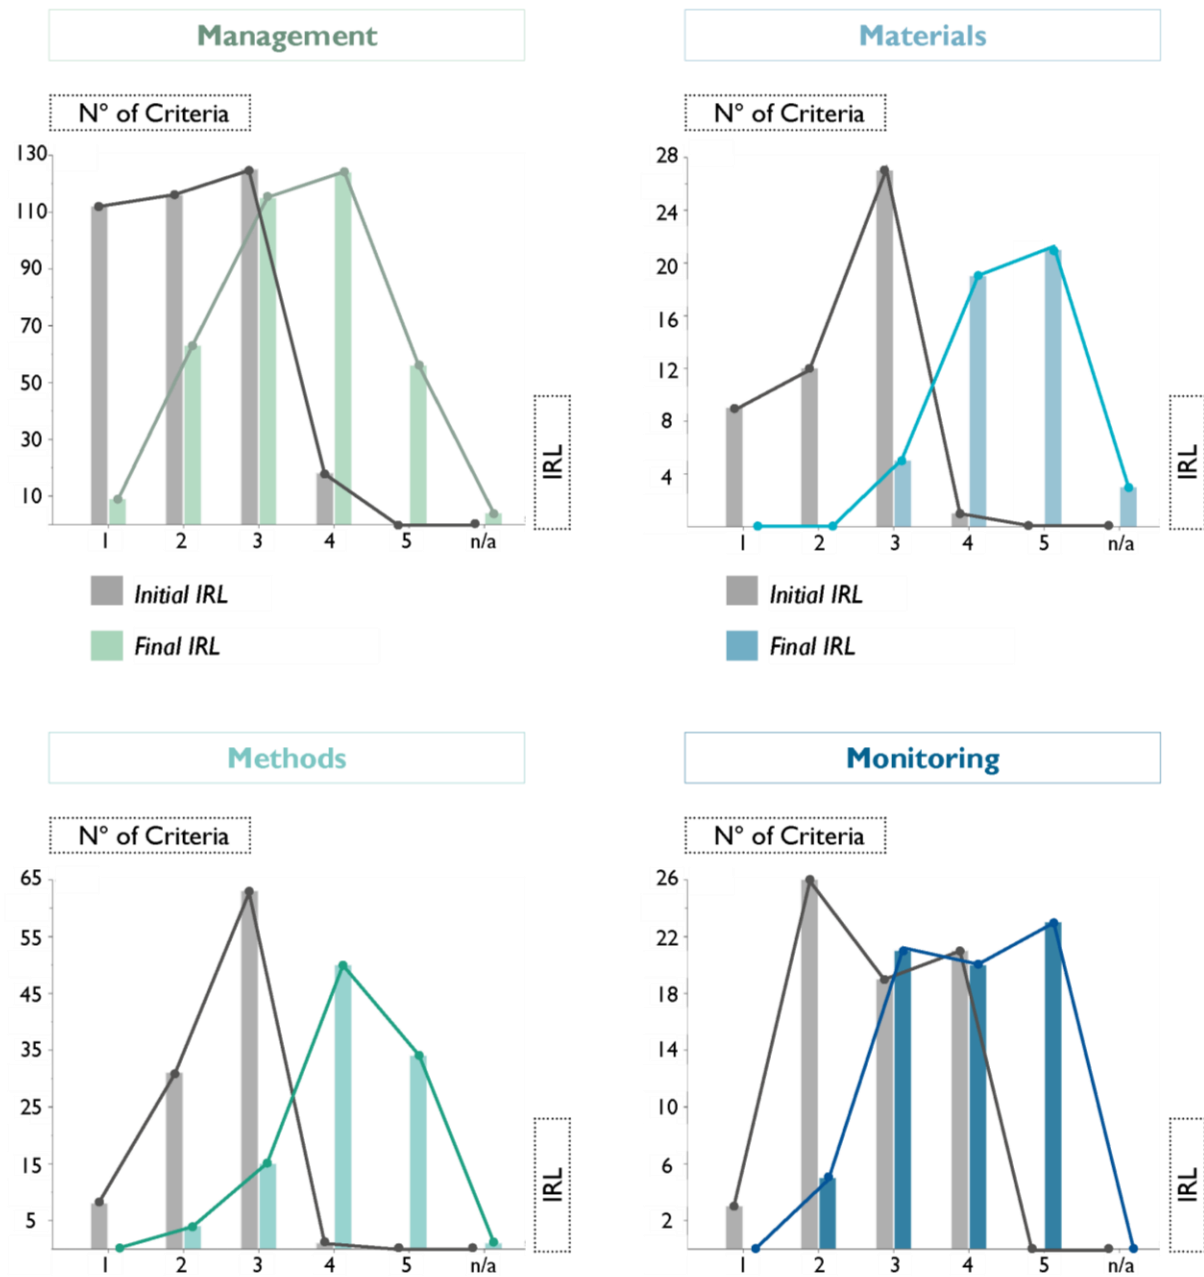 Management
N° of Criteria
130
110
90
70
50
30
10
1 2 3 4 5 n/a
IRL
Initial IRL
Final IRL
Materials
N° of Criteria
28
24
20
16
12
8
4
1 2 3 4 5 n/a
IRL
Initial IRL
Final IRL
Methods
N° of Criteria
65
55
45
35
25
15
5
1 2 3 4 5 n/a
IRL
Monitoring
N° of Criteria
26
22
18
14
10
6
2
1 2 3 4 5 n/a
IRL